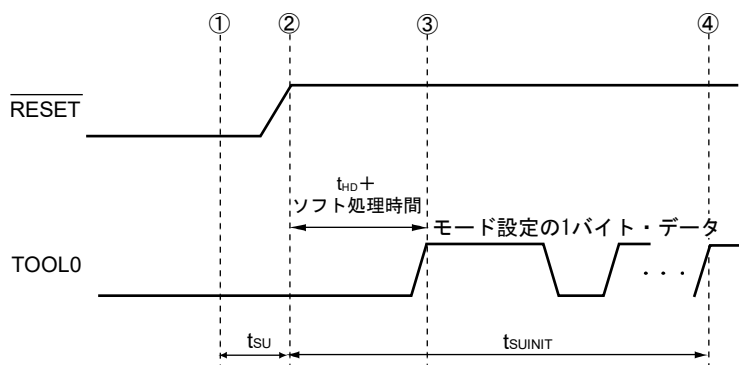 ① ② ③ ④
RESET
tHD＋
ソフト処理時間
モード設定の1バイト・データ
TOOL0
・・・
tSU tSUINIT